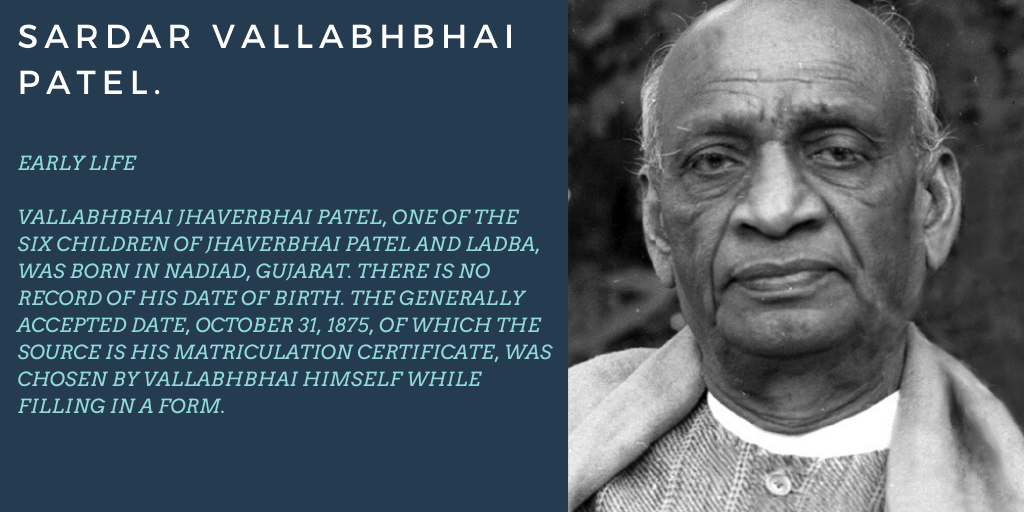 SARDAR VALLABHBHAI
PATEL.
EARLY LIFE
VALLABHBHAI JHAVERBHAI PATEL, ONE OF THE
SIX CHILDREN OF JHAVERBHAI PATEL AND LADBA,
WAS BORN IN NADIAD, GUJARAT. THERE IS NO
RECORD OF HIS DATE OF BIRTH. THE GENERALLY
ACCEPTED DATE, OCTOBER 31, 1875, OF WHICH THE
SOURCE IS HIS MATRICULATION CERTIFICATE, WAS
CHOSEN BY VALLABHBHAI HIMSELF WHILE
FILLING IN A FORM.